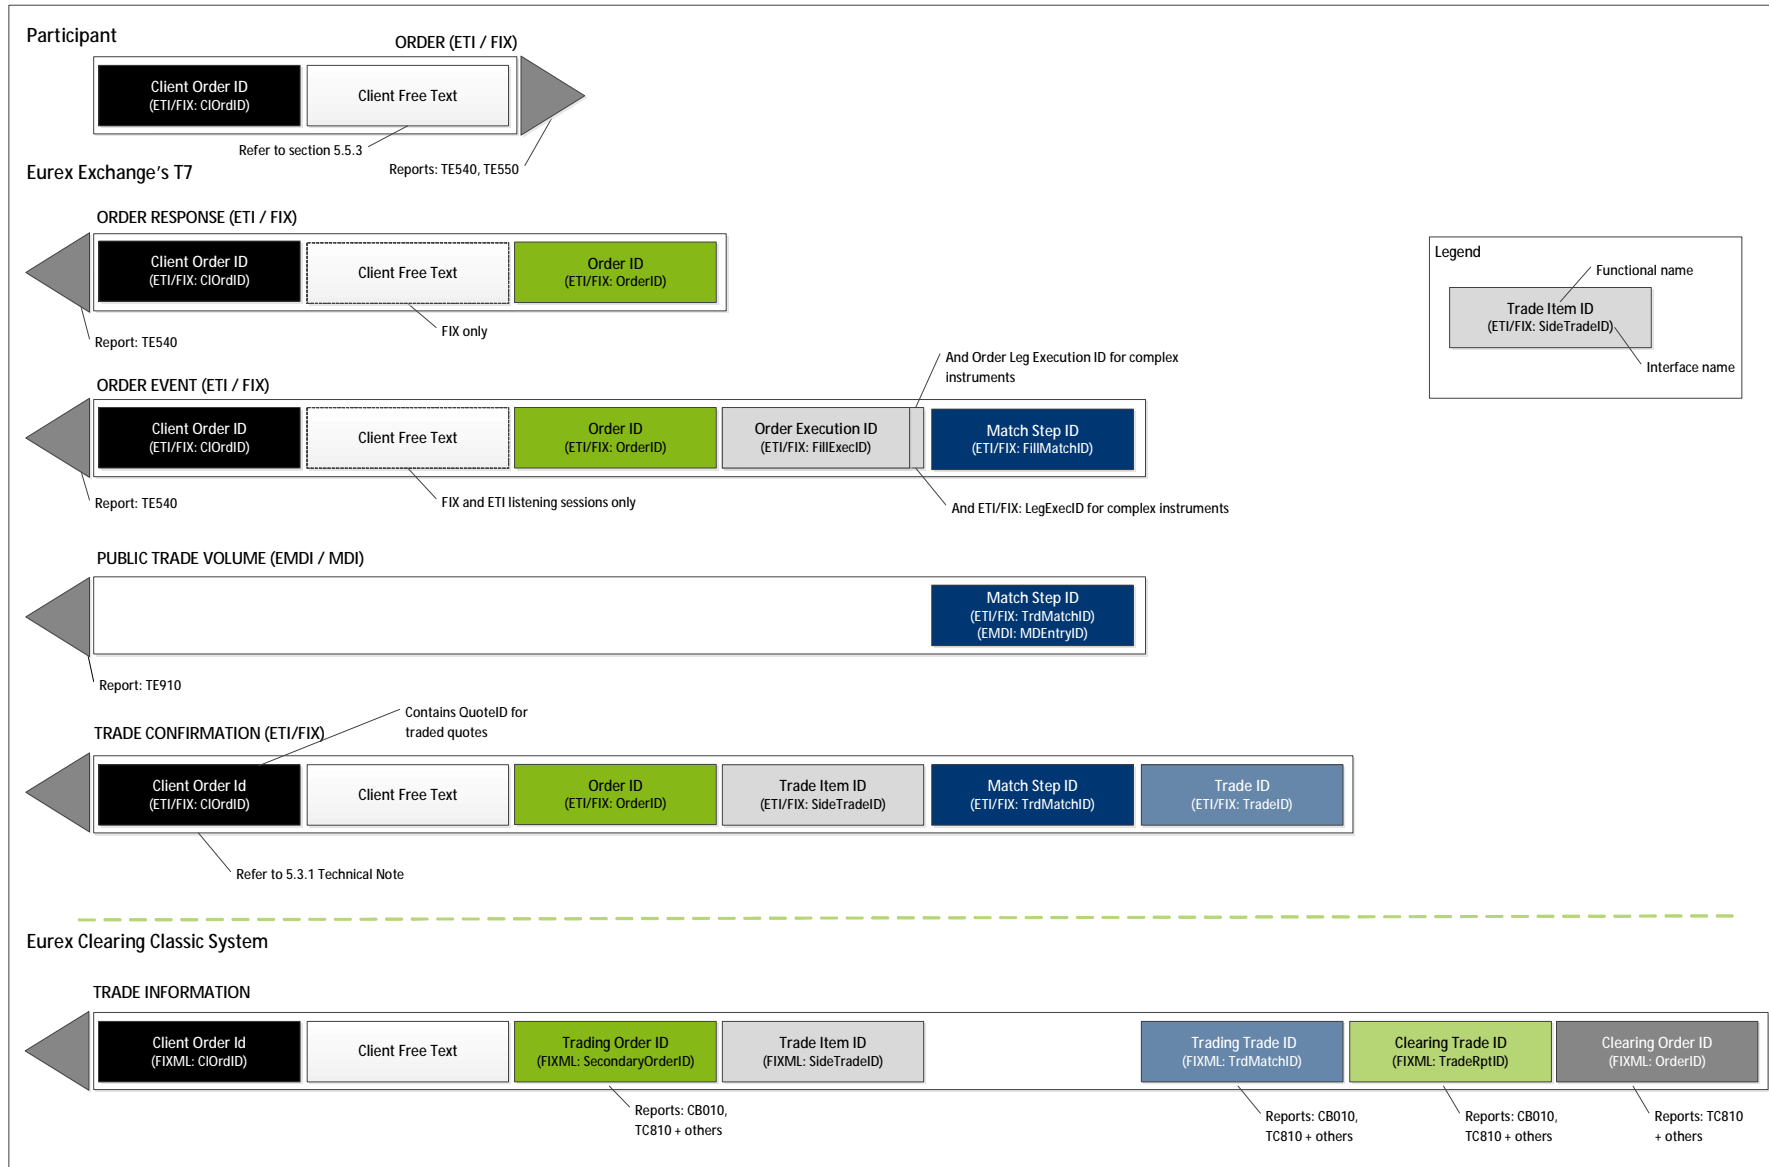 Participant
ORDER (ETI / FIX)
Client Order ID
(ETI/FIX: ClOrdID)
Client Free Text
Refer to section 5.5.3
Reports: TE540, TE550
Eurex Exchange's T7
ORDER RESPONSE (ETI / FIX)
Client Order ID
(ETI/FIX: ClOrdID)
Client Free Text
Order ID
(ETI/FIX: OrderID)
FIX only
Report: TE540
Legend
Functional name
Trade Item ID
(ETI/FIX: SideTradeID)
Interface name
And Order Leg Execution ID for complex
instruments
ORDER EVENT (ETI / FIX)
Client Order ID
(ETI/FIX: ClOrdID)
Client Free Text
Order ID
(ETI/FIX: OrderID)
Order Execution ID
(ETI/FIX: FillExecID)
Match Step ID
(ETI/FIX: FillMatchID)
Report: TE540
FIX and ETI listening sessions only
And ETI/FIX: LegExecID for complex instruments
PUBLIC TRADE VOLUME (EMDI / MDI)
Match Step ID
(ETI/FIX: TrdMatchID)
(EMDI: MDEntryID)
Report: TE910
Contains QuoteID for
traded quotes
TRADE CONFIRMATION (ETI/FIX)
Client Order Id
(ETI/FIX: ClOrdID)
Client Free Text
Order ID
(ETI/FIX: OrderID)
Trade Item ID
(ETI/FIX: SideTradeID)
Match Step ID
(ETI/FIX: TrdMatchID)
Trade ID
(ETI/FIX: TradeID)
Refer to 5.3.1 Technical Note
Eurex Clearing Classic System
TRADE INFORMATION
Client Order Id
(FIXML: ClOrdID)
Client Free Text
Trading Order ID
(FIXML: SecondaryOrderID)
Trade Item ID
(FIXML: SideTradeID)
Trading Trade ID
(FIXML: TrdMatchID)
Clearing Trade ID
(FIXML: TradeRptID)
Clearing Order ID
(FIXML: OrderID)
Reports: CB010,
TC810 + others
Reports: CB010,
TC810 + others
Reports: CB010,
TC810 + others
Reports: TC810
+ others